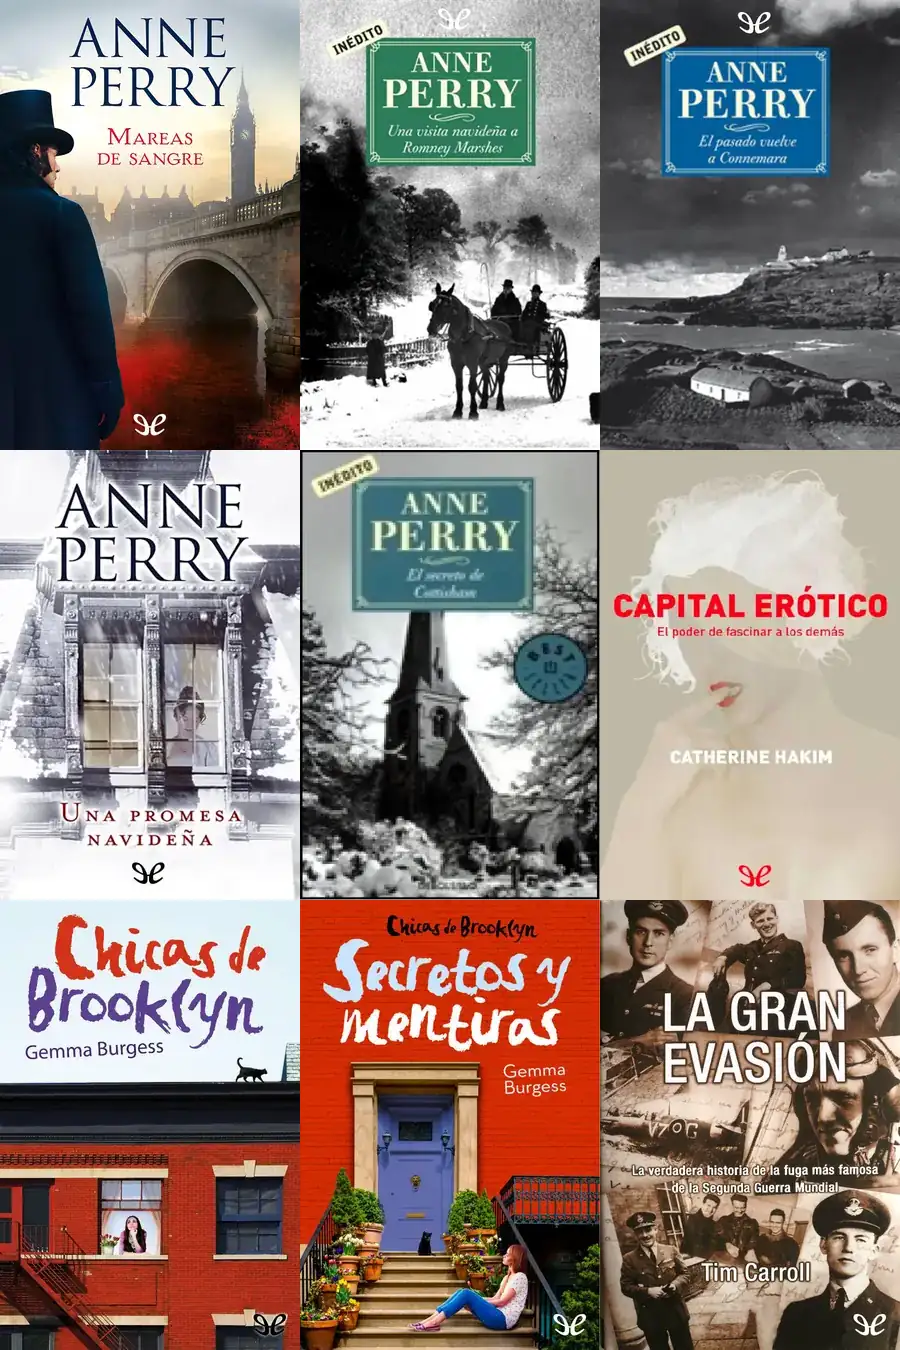 ANNE
PERRY
MAREAS
DE SANGRE
INÉDITO
ANNE
PERRY
Una visita navideña a
Romney Marshes
INÉDITO
ANNE
PERRY
El pasado vuelve
a Connemara
ANNE
PERRY
UNA PROMESA
NAVIDEÑA
INÉDITO
ANNE
PERRY
El secreto de
BEST
SELLER
CAPITAL ERÓTICO
El poder de fascinar a los demás
CATHERINE HAKIM
Chicas de
Brooklyn
Gemma Burgess
Chicas de Brooklyn
Secretos y
mentiras
Gemma
Burgess
LA GRAN
EVASIÓN
La verdadera historia de la fuga más famosa
de la Segunda Guerra Mundial
Tim Carroll